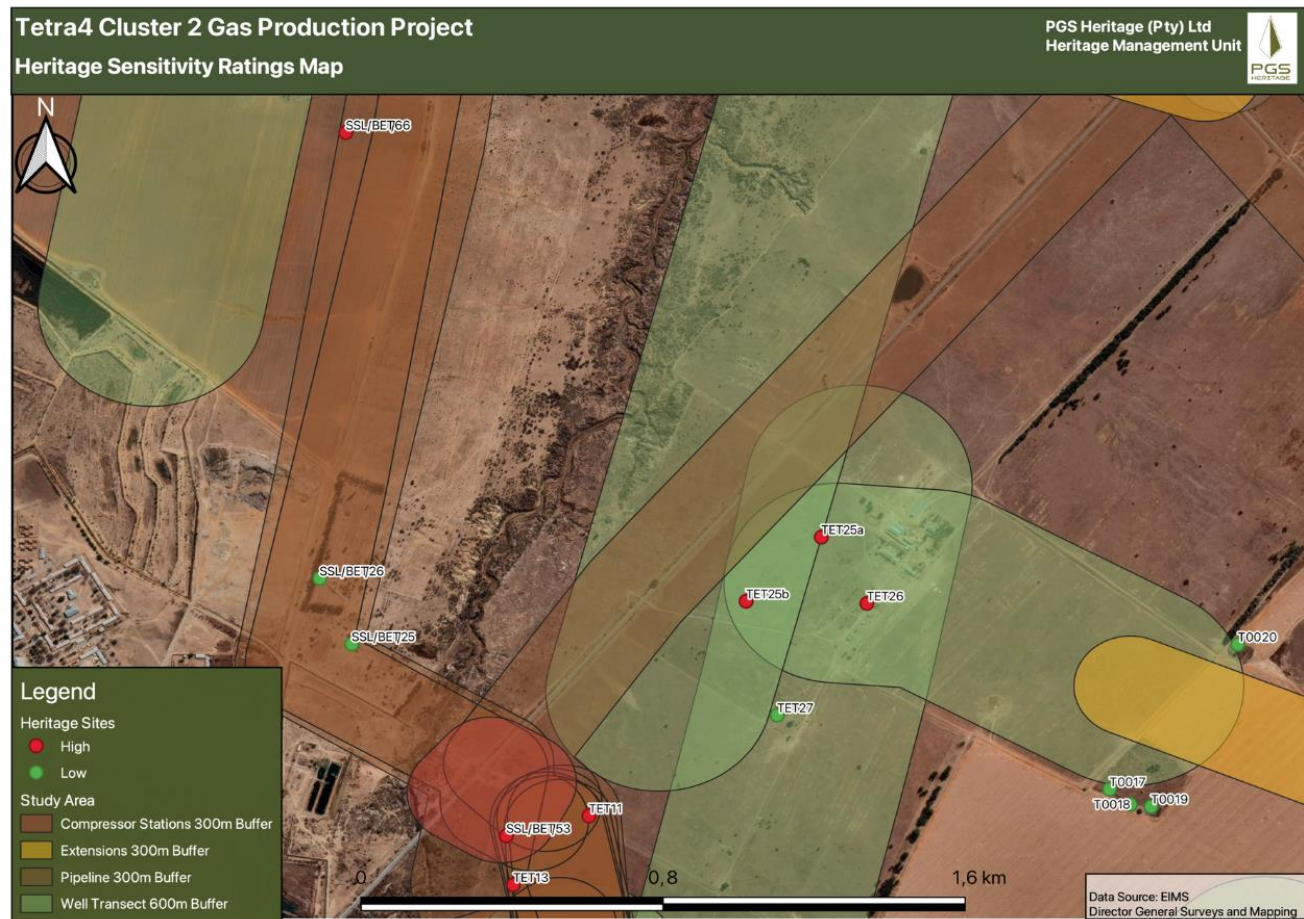 Tetra4 Cluster 2 Gas Production Project
Heritage Sensitivity Ratings Map
PGS Heritage (Pty) Ltd
Heritage Management Unit
PGS
HERITAGE
N
SSL/BET/66
SSL/BET/26
SSL/BET/25
TET25a
TET25b
TET26
TET27
T0020
T0017
T0018
T0019
TET11
SSL/BET/53
TET13
Legend
Heritage Sites
High
Low
Study Area
Compressor Stations 300m Buffer
Extensions 300m Buffer
Pipeline 300m Buffer
Well Transect 600m Buffer
0 0,8 1,6 km
Data Source: EIMS
Director General Surveys and Mapping